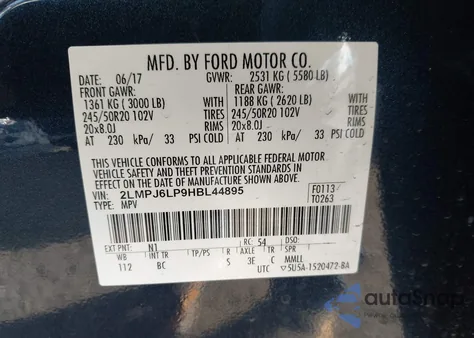 MFD. BY FORD MOTOR CO.
DATE: 06/17 GVWR: 2531 KG ( 5580 LB)
FRONT GAWR: REAR GAWR:
1361 KG ( 3000 LB) WITH 1188 KG ( 2620 LB) WITH
245/50R20 102V TIRES 245/50R20 102V TIRES
20x8.0J RIMS 20x8.0J RIMS
AT 230 kPa/ 33 PSI COLD AT 230 kPa/ 33 PSI COLD
THIS VEHICLE CONFORMS TO ALL APPLICABLE FEDERAL MOTOR
VEHICLE SAFETY AND THEFT PREVENTION STANDARDS IN
EFFECT ON THE DATE OF MANUFACTURE SHOWN ABOVE.
VIN: 2LMPJ6LP9HBL44895 F0113
TYPE: MPV T0263
EXT PNT: N1 RC: 54 DSO:
WB INT TR TP/PS R AXLE TR SPR
112 BC S 3E C MMLL
UTC 5U5A-1520472-BA
autoSnap